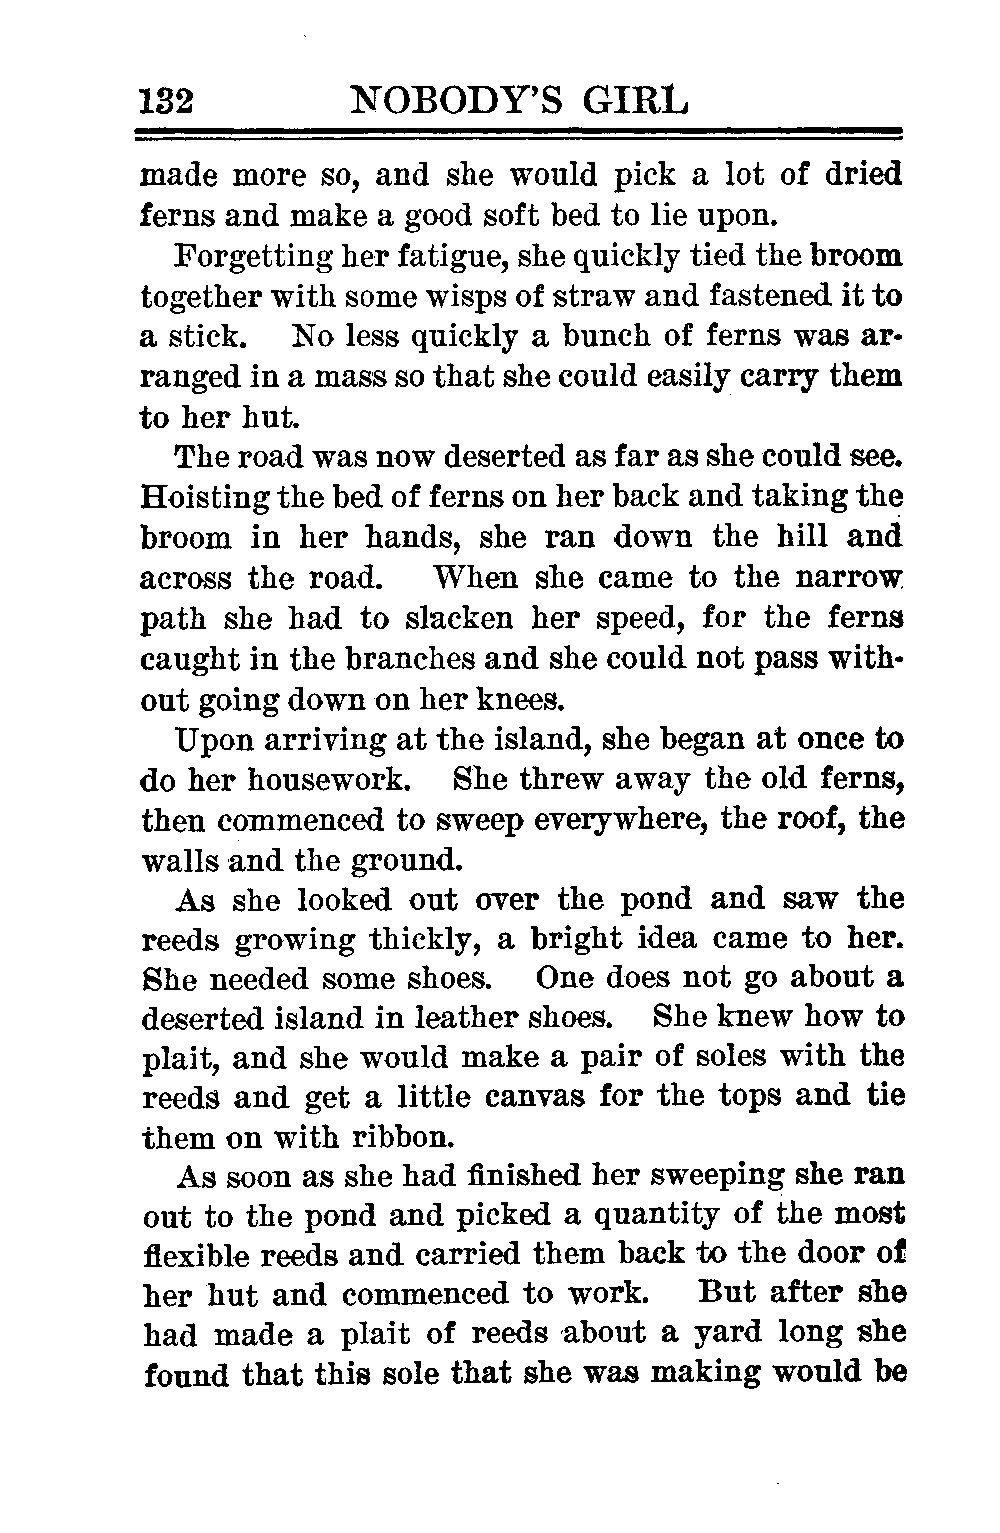 132 NOBODY'S GIRL
made more so, and she would pick a lot of dried
ferns and make a good soft bed to lie upon.
Forgetting her fatigue, she quickly tied the broom
together with some wisps of straw and fastened it to
a stick. No less quickly a bunch of ferns was ar-
ranged in a mass so that she could easily carry them
to her hut.
The road was now deserted as far as she could see.
Hoisting the bed of ferns on her back and taking the
broom in her hands, she ran down the hill and
across the road. When she came to the narrow
path she had to slacken her speed, for the ferns
caught in the branches and she could not pass with-
out going down on her knees.
Upon arriving at the island, she began at once to
do her housework. She threw away the old ferns,
then commenced to sweep everywhere, the roof, the
walls and the ground.
As she looked out over the pond and saw the
reeds growing thickly, a bright idea came to her.
She needed some shoes. One does not go about a
deserted island in leather shoes. She knew how to
plait, and she would make a pair of soles with the
reeds and get a little canvas for the tops and tie
them on with ribbon.
As soon as she had finished her sweeping she ran
out to the pond and picked a quantity of the most
flexible reeds and carried them back to the door of
her hut and commenced to work. But after she
had made a plait of reeds about a yard long she
found that this sole that she was making would be